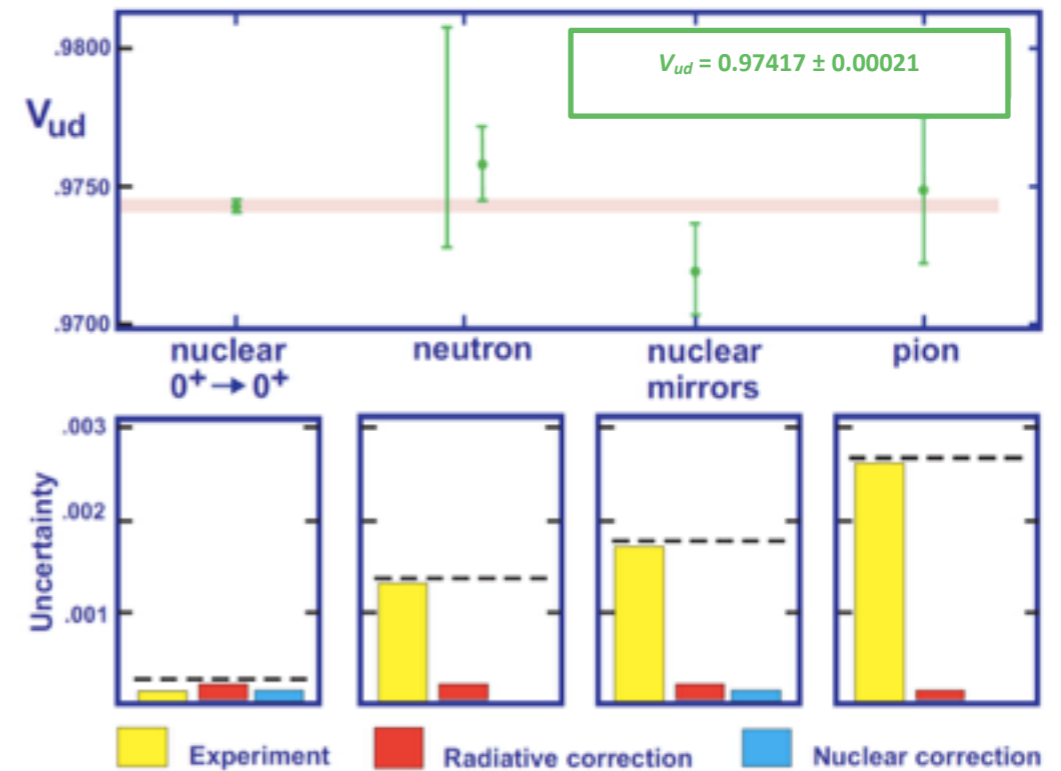 .9800
V_ud = 0.97417 ± 0.00021
V_ud
.9750
.9700
nuclear
0⁺→0⁺
neutron
nuclear
mirrors
pion
.003
.002
.001
Uncertainty
Experiment
Radiative correction
Nuclear correction